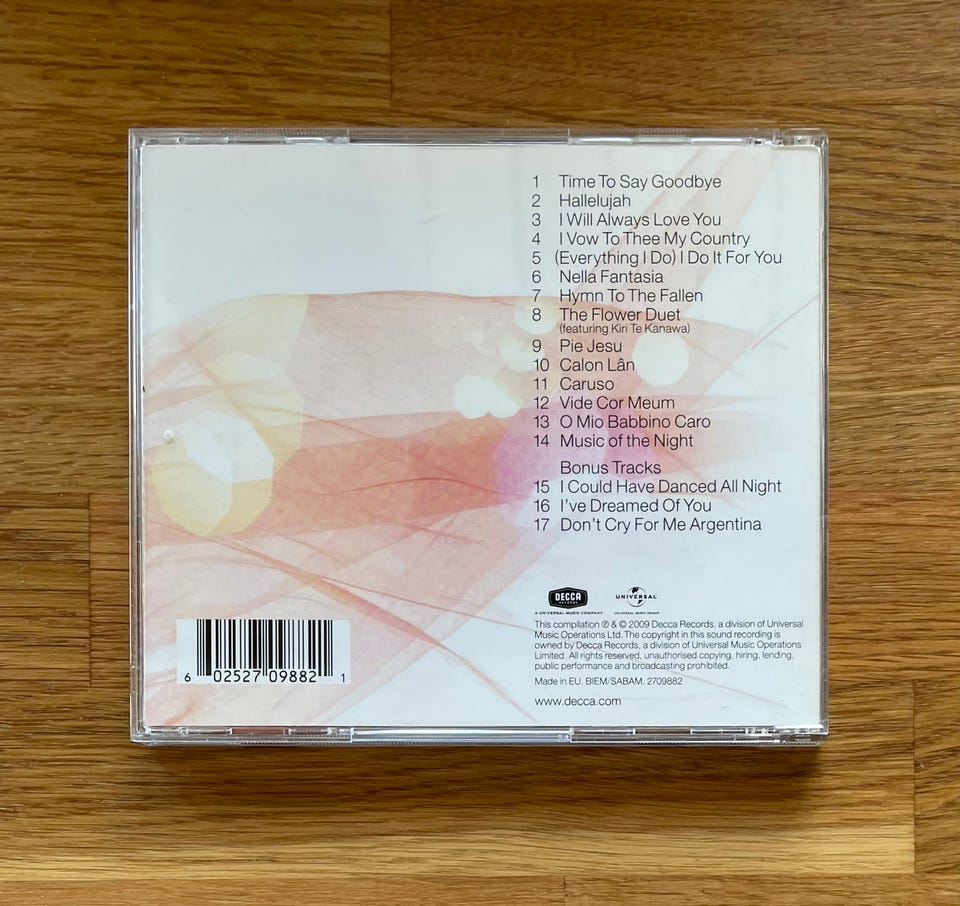 1 Time To Say Goodbye
2 Hallelujah
3 I Will Always Love You
4 I Vow To Thee My Country
5 (Everything I Do) I Do It For You
6 Nella Fantasia
7 Hymn To The Fallen
8 The Flower Duet
(featuring Kiri Te Kanawa)
9 Pie Jesu
10 Calon Lân
11 Caruso
12 Vide Cor Meum
13 O Mio Babbino Caro
14 Music of the Night
Bonus Tracks
15 I Could Have Danced All Night
16 I've Dreamed Of You
17 Don't Cry For Me Argentina
DECCA
RECORDS
A UNIVERSAL MUSIC COMPANY
UNIVERSAL
UNIVERSAL MUSIC GROUP
This compilation ℗ & © 2009 Decca Records, a division of Universal
Music Operations Ltd. The copyright in this sound recording is
owned by Decca Records, a division of Universal Music Operations
Limited. All rights reserved, unauthorised copying, hiring, lending,
public performance and broadcasting prohibited.
Made in EU. BIEM/SABAM. 2709882
www.decca.com
6 02527 09882 1